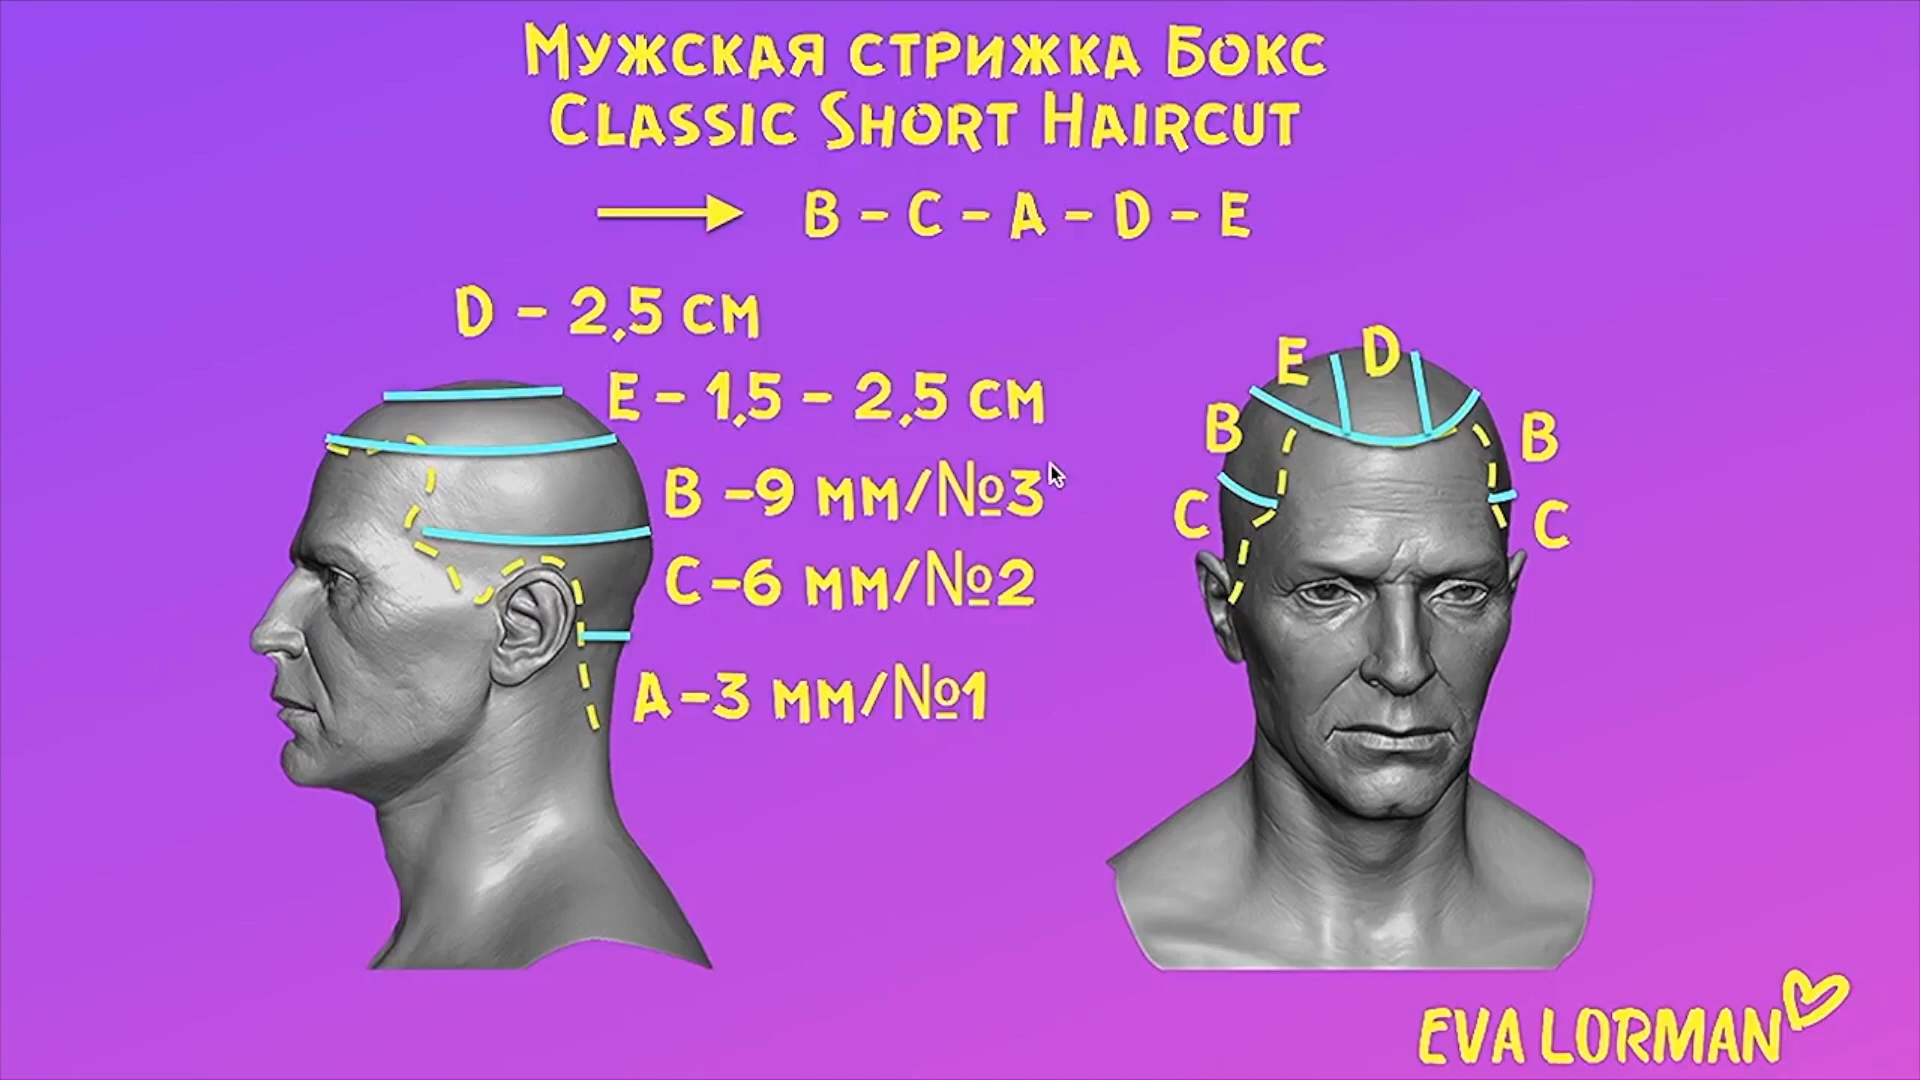 Мужская стрижка Бокс
Classic Short Haircut
B - C - A - D - E
D - 2,5 см
E - 1,5 - 2,5 см
B -9 мм/№3
C -6 мм/№2
A -3 мм/№1
E D
B B
C C
EVA LORMAN